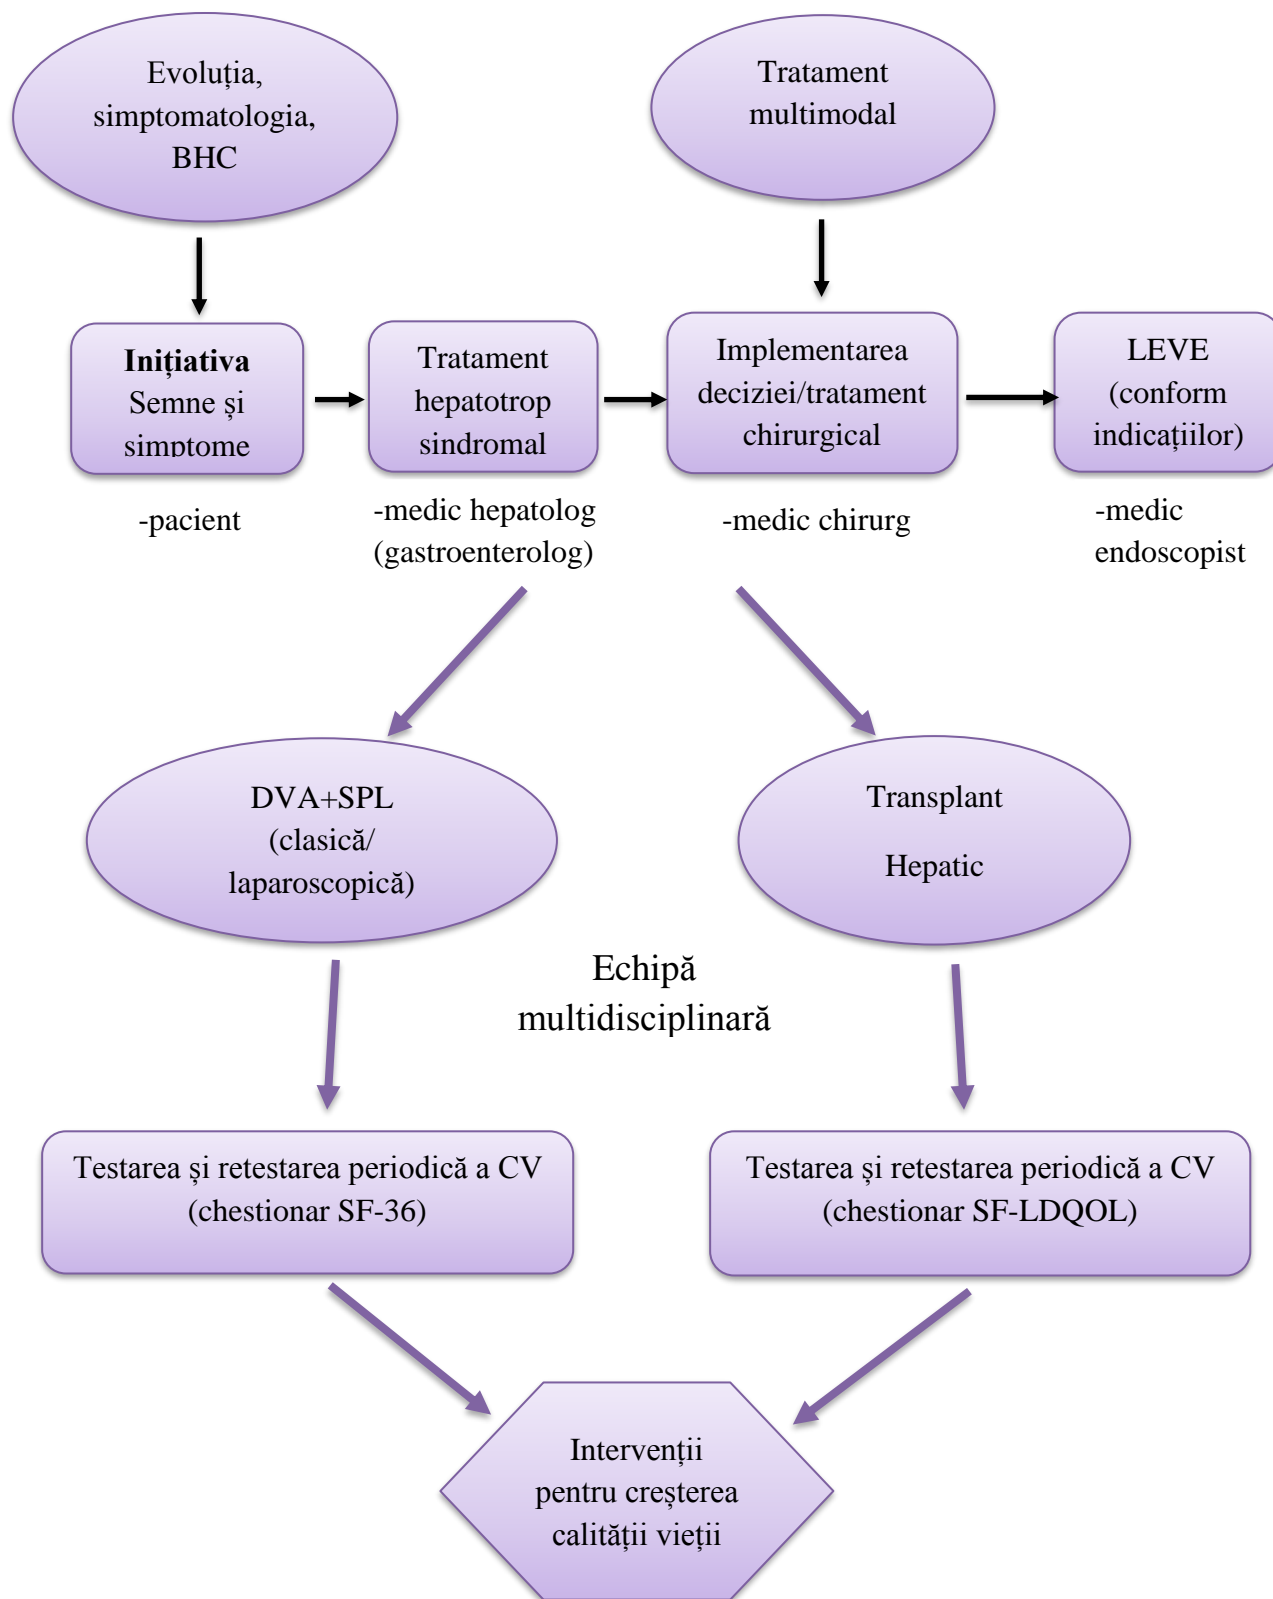 Evoluția,
simptomatologia,
BHC
Tratament
multimodal
Inițiativa
Semne și
simptome
Tratament
hepatotrop
sindromal
Implementarea
deciziei/tratament
chirurgical
LEVE
(conform
indicațiilor)
-pacient
-medic hepatolog
(gastroenterolog)
-medic chirurg
-medic
endoscopist
DVA+SPL
(clasică/
laparoscopică)
Transplant
Hepatic
Echipă
multidisciplinară
Testarea și retestarea periodică a CV
(chestionar SF-36)
Testarea și retestarea periodică a CV
(chestionar SF-LDQOL)
Intervenții
pentru creșterea
calității vieții